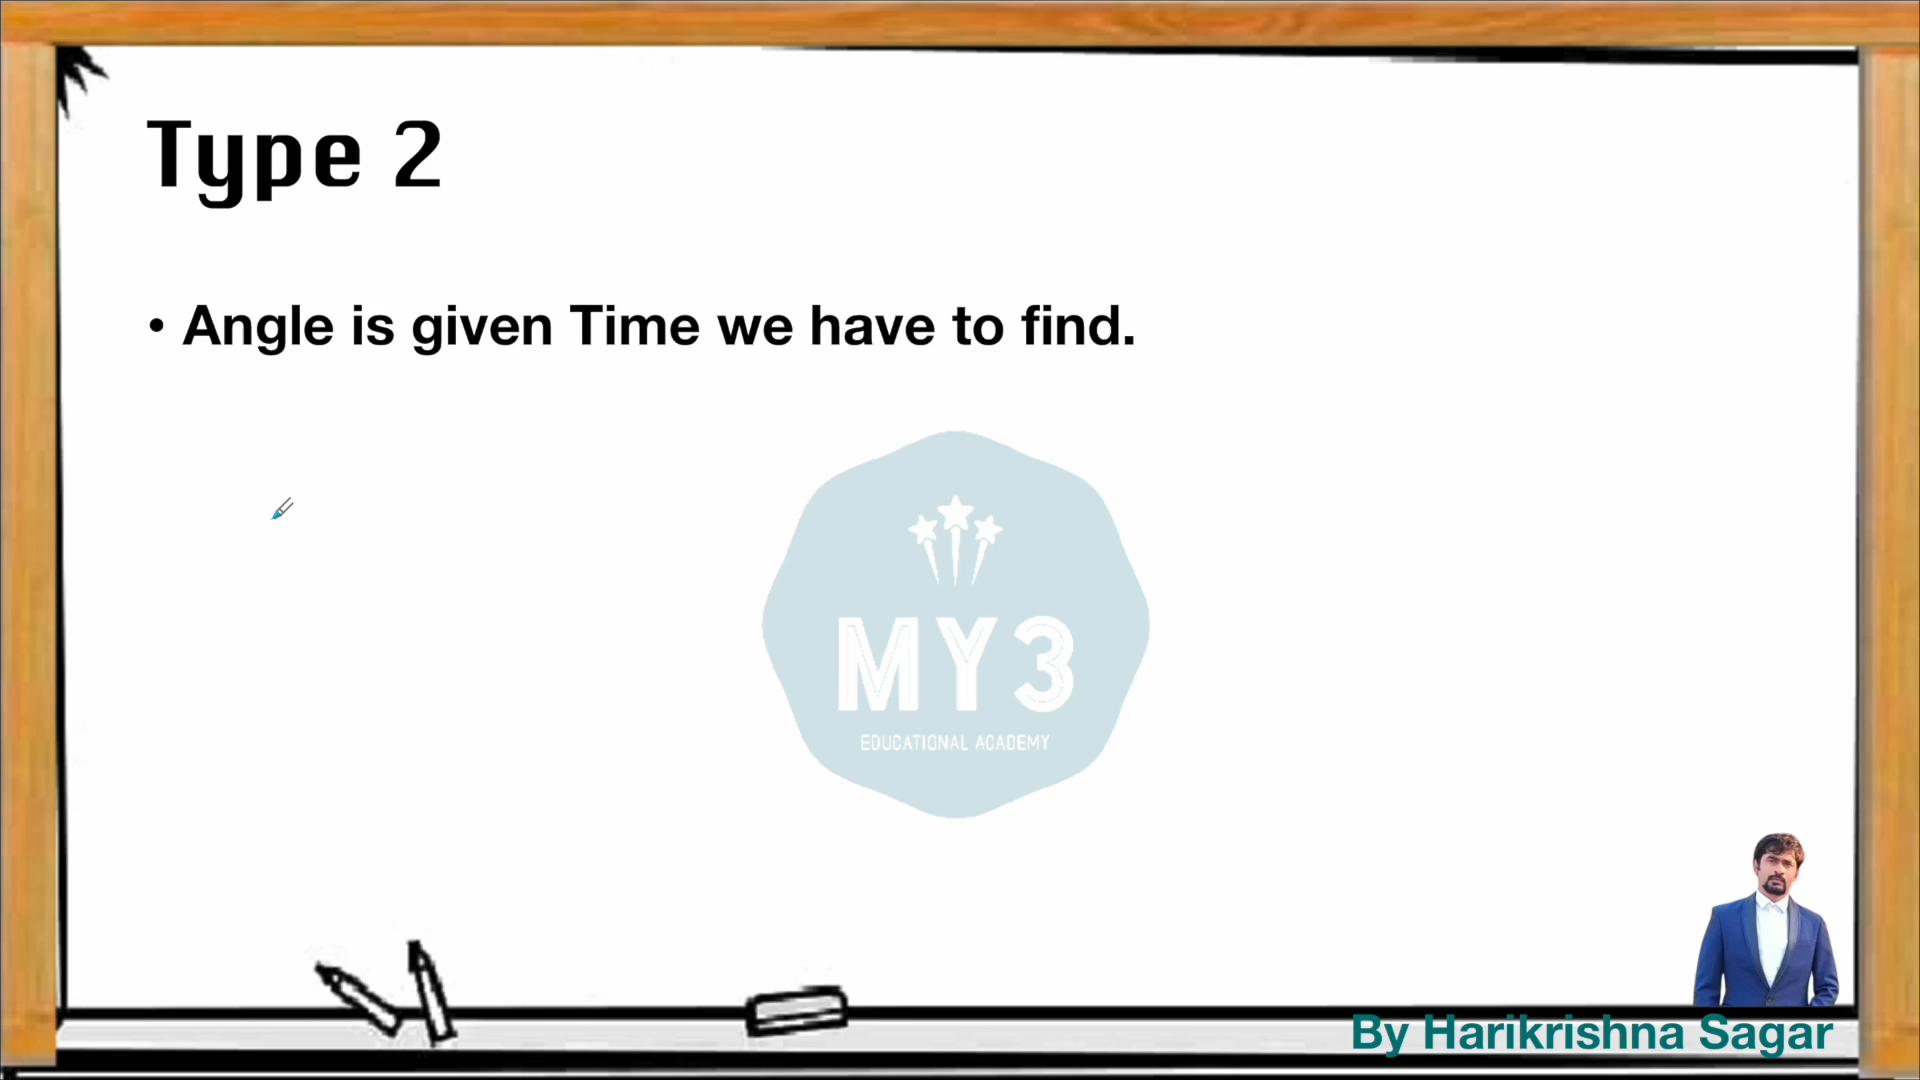 Type 2
• Angle is given Time we have to find.
MY3
EDUCATIONAL ACADEMY
By Harikrishna Sagar